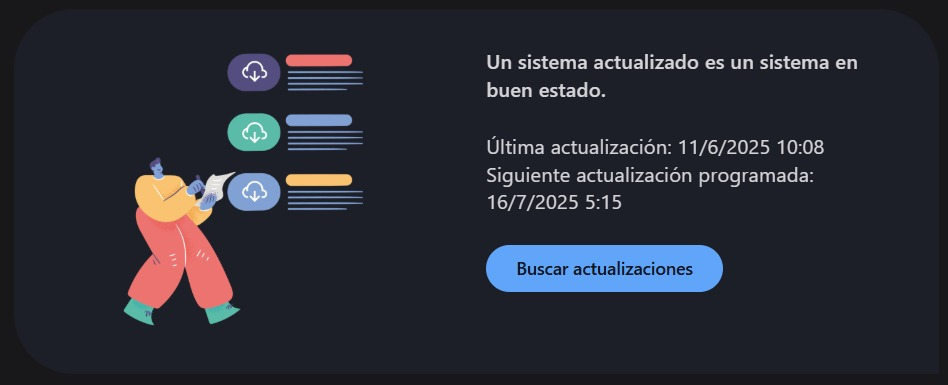 Un sistema actualizado es un sistema en
buen estado.
Última actualización: 11/6/2025 10:08
Siguiente actualización programada:
16/7/2025 5:15
Buscar actualizaciones